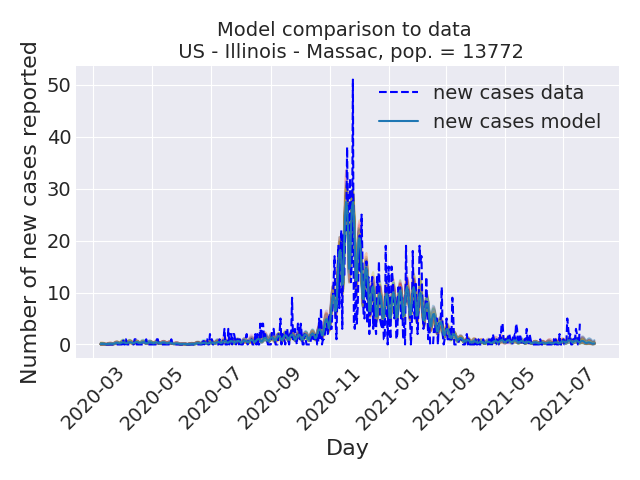 Model comparison to data
US - Illinois - Massac, pop. = 13772
Number of new cases reported
50
40
30
20
10
0
new cases data
new cases model
2020-03
2020-05
2020-07
2020-09
2020-11
2021-01
2021-03
2021-05
2021-07
Day